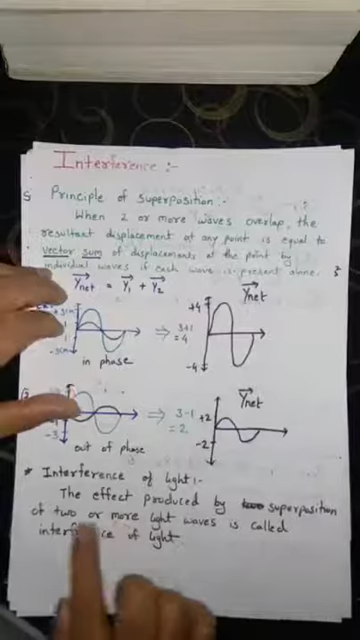 Interference :-
Principle of Superposition :-
When 2 or more waves overlap, the
resultant displacement at any point is equal to
vector sum of displacements at the point by
individual waves if each wave is present alone.
Ynet = Y1 + Y2
+4 Ynet
3+1
= 4
-3cm
-4
in phase
3-1
= 2
+2 Ynet
-2
-3
out of phase
* Interference of light :-
The effect produced by superposition
of two or more light waves is called
of light